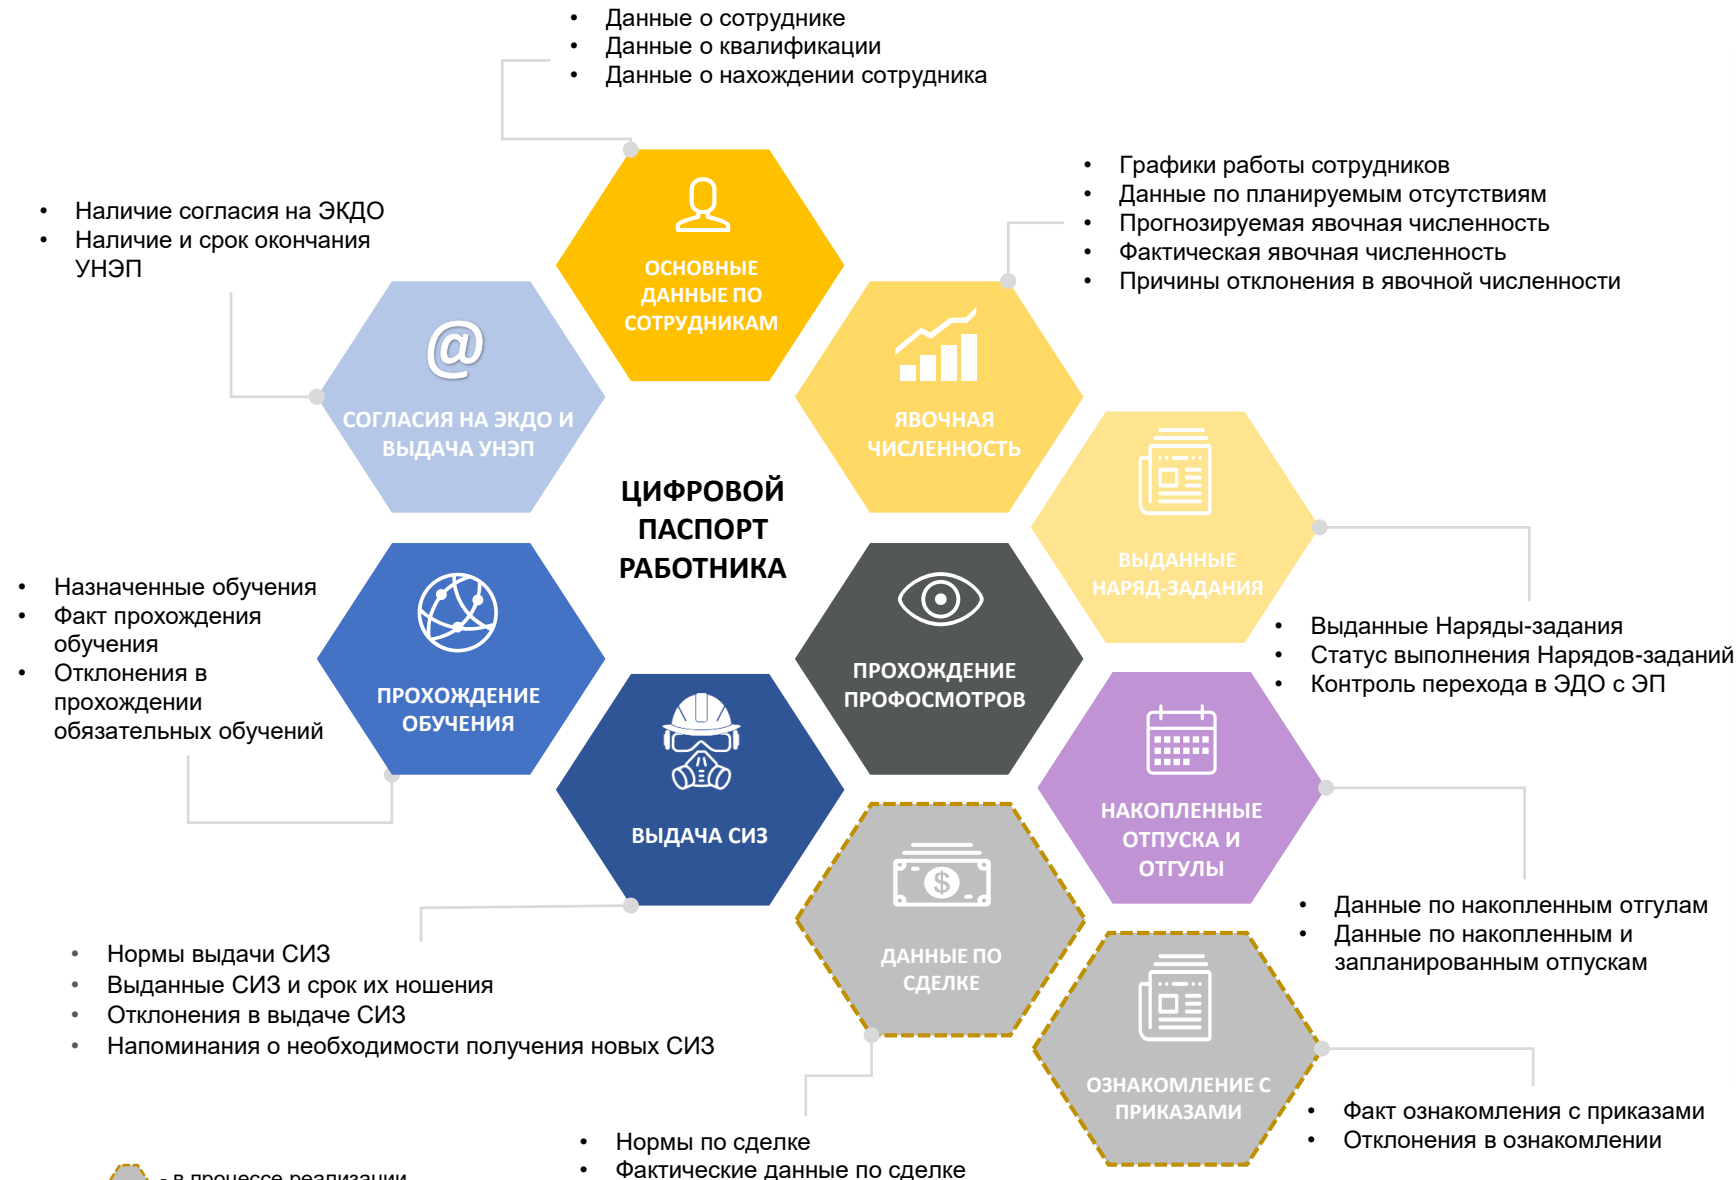 • Данные о сотруднике
• Данные о квалификации
• Данные о нахождении сотрудника
• Наличие согласия на ЭКДО
• Наличие и срок окончания
УНЭП
• Графики работы сотрудников
• Данные по планируемым отсутствиям
• Прогнозируемая явочная численность
• Фактическая явочная численность
• Причины отклонения в явочной численности
ОСНОВНЫЕ
ДАННЫЕ ПО
СОТРУДНИКАМ
@
СОГЛАСИЯ НА ЭКДО И
ВЫДАЧА УНЭП
ЯВОЧНАЯ
ЧИСЛЕННОСТЬ
ЦИФРОВОЙ
ПАСПОРТ
РАБОТНИКА
ВЫДАННЫЕ
НАРЯД-ЗАДАНИЯ
• Назначенные обучения
• Факт прохождения
обучения
• Отклонения в
прохождении
обязательных обучений
ПРОХОЖДЕНИЕ
ОБУЧЕНИЯ
ПРОХОЖДЕНИЕ
ПРОФОСМОТРОВ
• Выданные Наряды-задания
• Статус выполнения Нарядов-заданий
• Контроль перехода в ЭДО с ЭП
ВЫДАЧА СИЗ
НАКОПЛЕННЫЕ
ОТПУСКА И
ОТГУЛЫ
• Данные по накопленным отгулам
• Данные по накопленным и
запланированным отпускам
• Нормы выдачи СИЗ
• Выданные СИЗ и срок их ношения
• Отклонения в выдаче СИЗ
• Напоминания о необходимости получения новых СИЗ
$
ДАННЫЕ ПО
СДЕЛКЕ
ОЗНАКОМЛЕНИЕ С
ПРИКАЗАМИ
• Факт ознакомления с приказами
• Отклонения в ознакомлении
• Нормы по сделке
• Фактические данные по сделке
- в процессе реализации